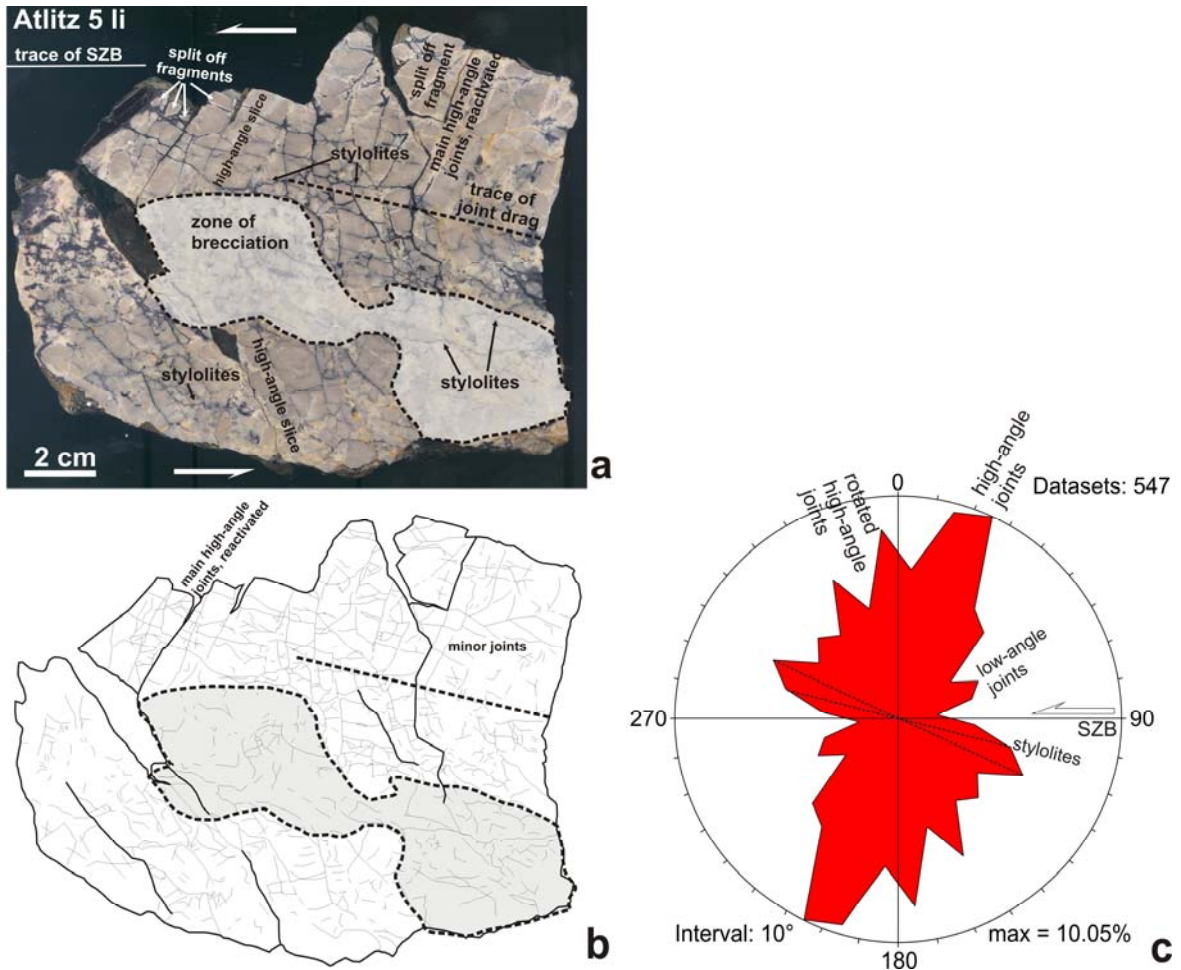 Atlitz 5 li
trace of SZB
split off
fragments
split off
fragment
main high-angle
joints, reactivated
high-angle slice
stylolites
trace of
joint drag
zone of
brecciation
stylolites
high-angle slice
stylolites
2 cm
a
main high-angle
joints, reactivated
minor joints
b
rotated
high-angle
joints
0
high-angle
joints
Datasets: 547
low-angle
joints
270
90
SZB
stylolites
Interval: 10°
max = 10.05%
180
c